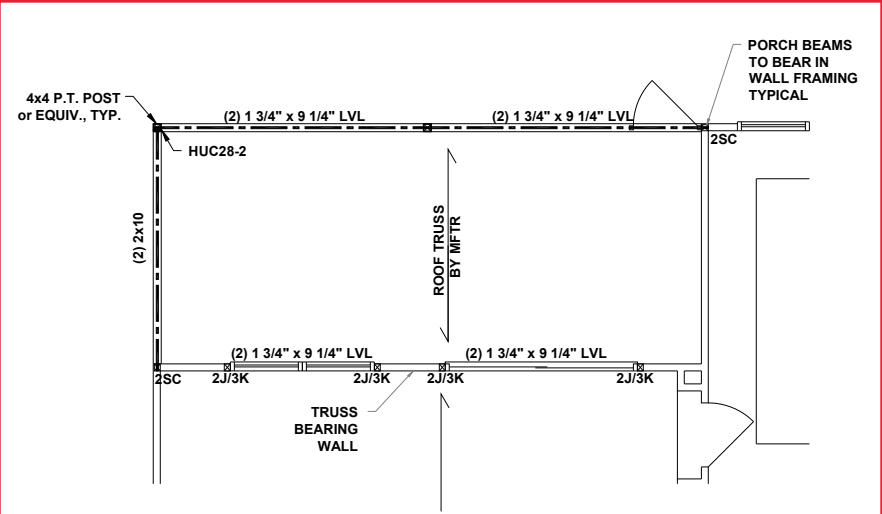 PORCH BEAMS
TO BEAR IN
WALL FRAMING
TYPICAL
4x4 P.T. POST
or EQUIV., TYP.
(2) 1 3/4" x 9 1/4" LVL
(2) 1 3/4" x 9 1/4" LVL
2SC
HUC28-2
(2) 2x10
ROOF TRUSS
BY MFTR
(2) 1 3/4" x 9 1/4" LVL
(2) 1 3/4" x 9 1/4" LVL
2SC
2J/3K
2J/3K
2J/3K
2J/3K
TRUSS
BEARING
WALL